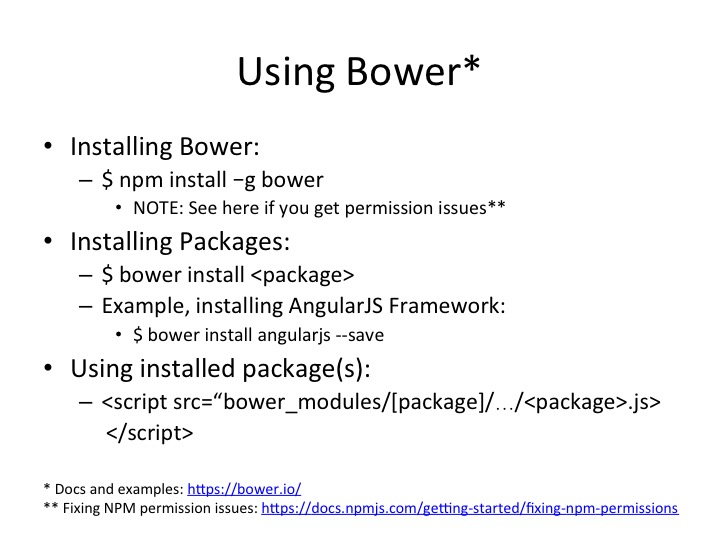 Using Bower*
• Installing Bower:
– $ npm install –g bower
• NOTE: See here if you get permission issues**
• Installing Packages:
– $ bower install <package>
– Example, installing AngularJS Framework:
• $ bower install angularjs --save
• Using installed package(s):
– <script src=“bower_modules/[package]/…/<package>.js>
</script>
* Docs and examples: https://bower.io/
** Fixing NPM permission issues: https://docs.npmjs.com/getting-started/fixing-npm-permissions